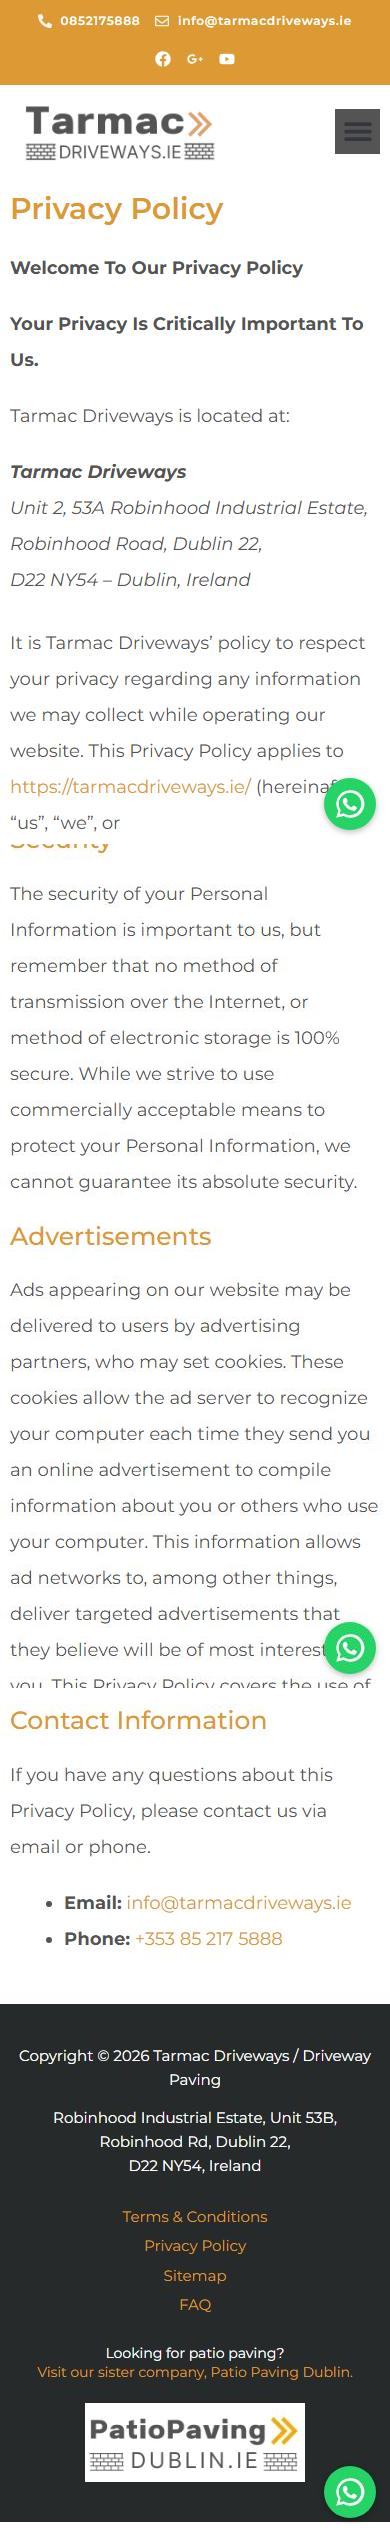 0852175888 info@tarmacdriveways.ie
Tarmac
DRIVEWAYS.IE
Privacy Policy
Welcome To Our Privacy Policy
Your Privacy Is Critically Important To
Us.
Tarmac Driveways is located at:
Tarmac Driveways
Unit 2, 53A Robinhood Industrial Estate,
Robinhood Road, Dublin 22,
D22 NY54 – Dublin, Ireland
It is Tarmac Driveways’ policy to respect
your privacy regarding any information
we may collect while operating our
website. This Privacy Policy applies to
https://tarmacdriveways.ie/
“us”, “we”, or
Security
The security of your Personal
Information is important to us, but
remember that no method of
transmission over the Internet, or
method of electronic storage is 100%
secure. While we strive to use
commercially acceptable means to
protect your Personal Information, we
cannot guarantee its absolute security.
Advertisements
Ads appearing on our website may be
delivered to users by advertising
partners, who may set cookies. These
cookies allow the ad server to recognize
your computer each time they send you
an online advertisement to compile
information about you or others who use
your computer. This information allows
ad networks to, among other things,
deliver targeted advertisements that
they believe will be of most interest
you. This Privacy Policy covers the use of
Contact Information
If you have any questions about this
Privacy Policy, please contact us via
email or phone.
• Email: info@tarmacdriveways.ie
• Phone: +353 85 217 5888
Copyright © 2026 Tarmac Driveways / Driveway
Paving
Robinhood Industrial Estate, Unit 53B,
Robinhood Rd, Dublin 22,
D22 NY54, Ireland
Terms & Conditions
Privacy Policy
Sitemap
FAQ
Looking for patio paving?
Visit our sister company, Patio Paving Dublin.
PatioPaving
DUBLIN.IE